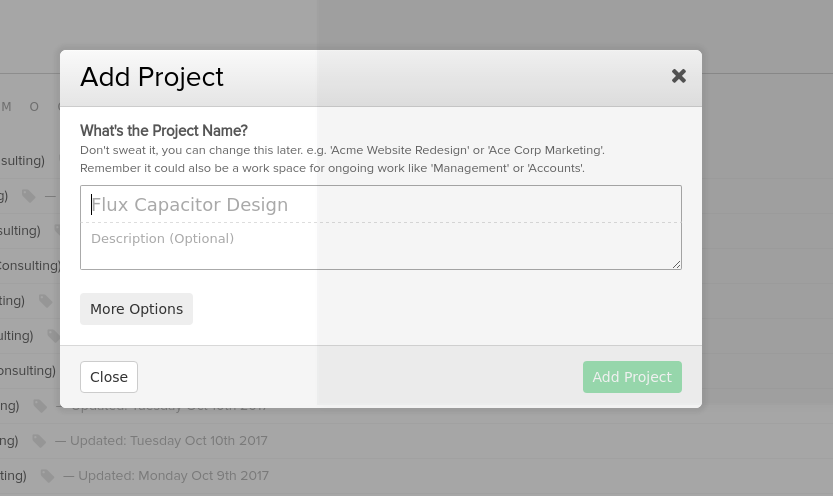 Add Project
M O
What's the Project Name?
Don't sweat it, you can change this later. e.g. 'Acme Website Redesign' or 'Ace Corp Marketing'.
Remember it could also be a work space for ongoing work like 'Management' or 'Accounts'.
sulting)
g) —
Flux Capacitor Design
sulting)
Description (Optional)
Consulting)
ting)
More Options
ulting)
onsulting)
Close
Add Project
ng) — Updated: Tuesday Oct 10th 2017
ng) — Updated: Tuesday Oct 10th 2017
ting) — Updated: Monday Oct 9th 2017